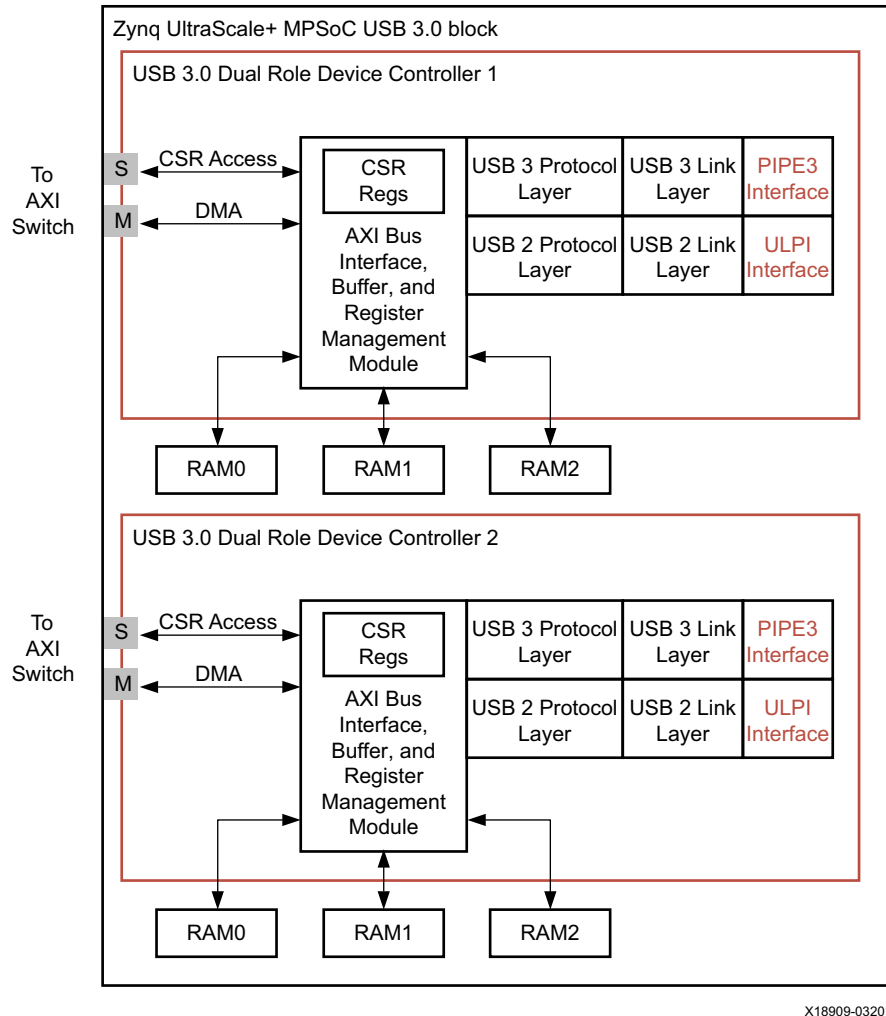 Zynq UltraScale+ MPSoC USB 3.0 block
USB 3.0 Dual Role Device Controller 1
To
AXI
Switch
S
CSR Access
M
DMA
CSR
Regs
AXI Bus
Interface,
Buffer, and
Register
Management
Module
USB 3 Protocol
Layer
USB 3 Link
Layer
PIPE3
Interface
USB 2 Protocol
Layer
USB 2 Link
Layer
ULPI
Interface
RAM0
RAM1
RAM2
USB 3.0 Dual Role Device Controller 2
To
AXI
Switch
S
CSR Access
M
DMA
CSR
Regs
AXI Bus
Interface,
Buffer, and
Register
Management
Module
USB 3 Protocol
Layer
USB 3 Link
Layer
PIPE3
Interface
USB 2 Protocol
Layer
USB 2 Link
Layer
ULPI
Interface
RAM0
RAM1
RAM2
X18909-0320